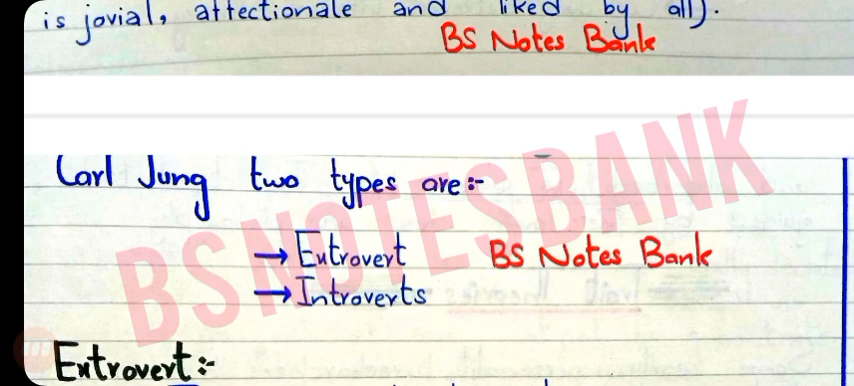 is jovial, affectionate and liked by all).
BS Notes Bank
Carl Jung two types are:-
→ Extrovert BS Notes Bank
→ Introverts
BSNOTESBANK
Extrovert:-